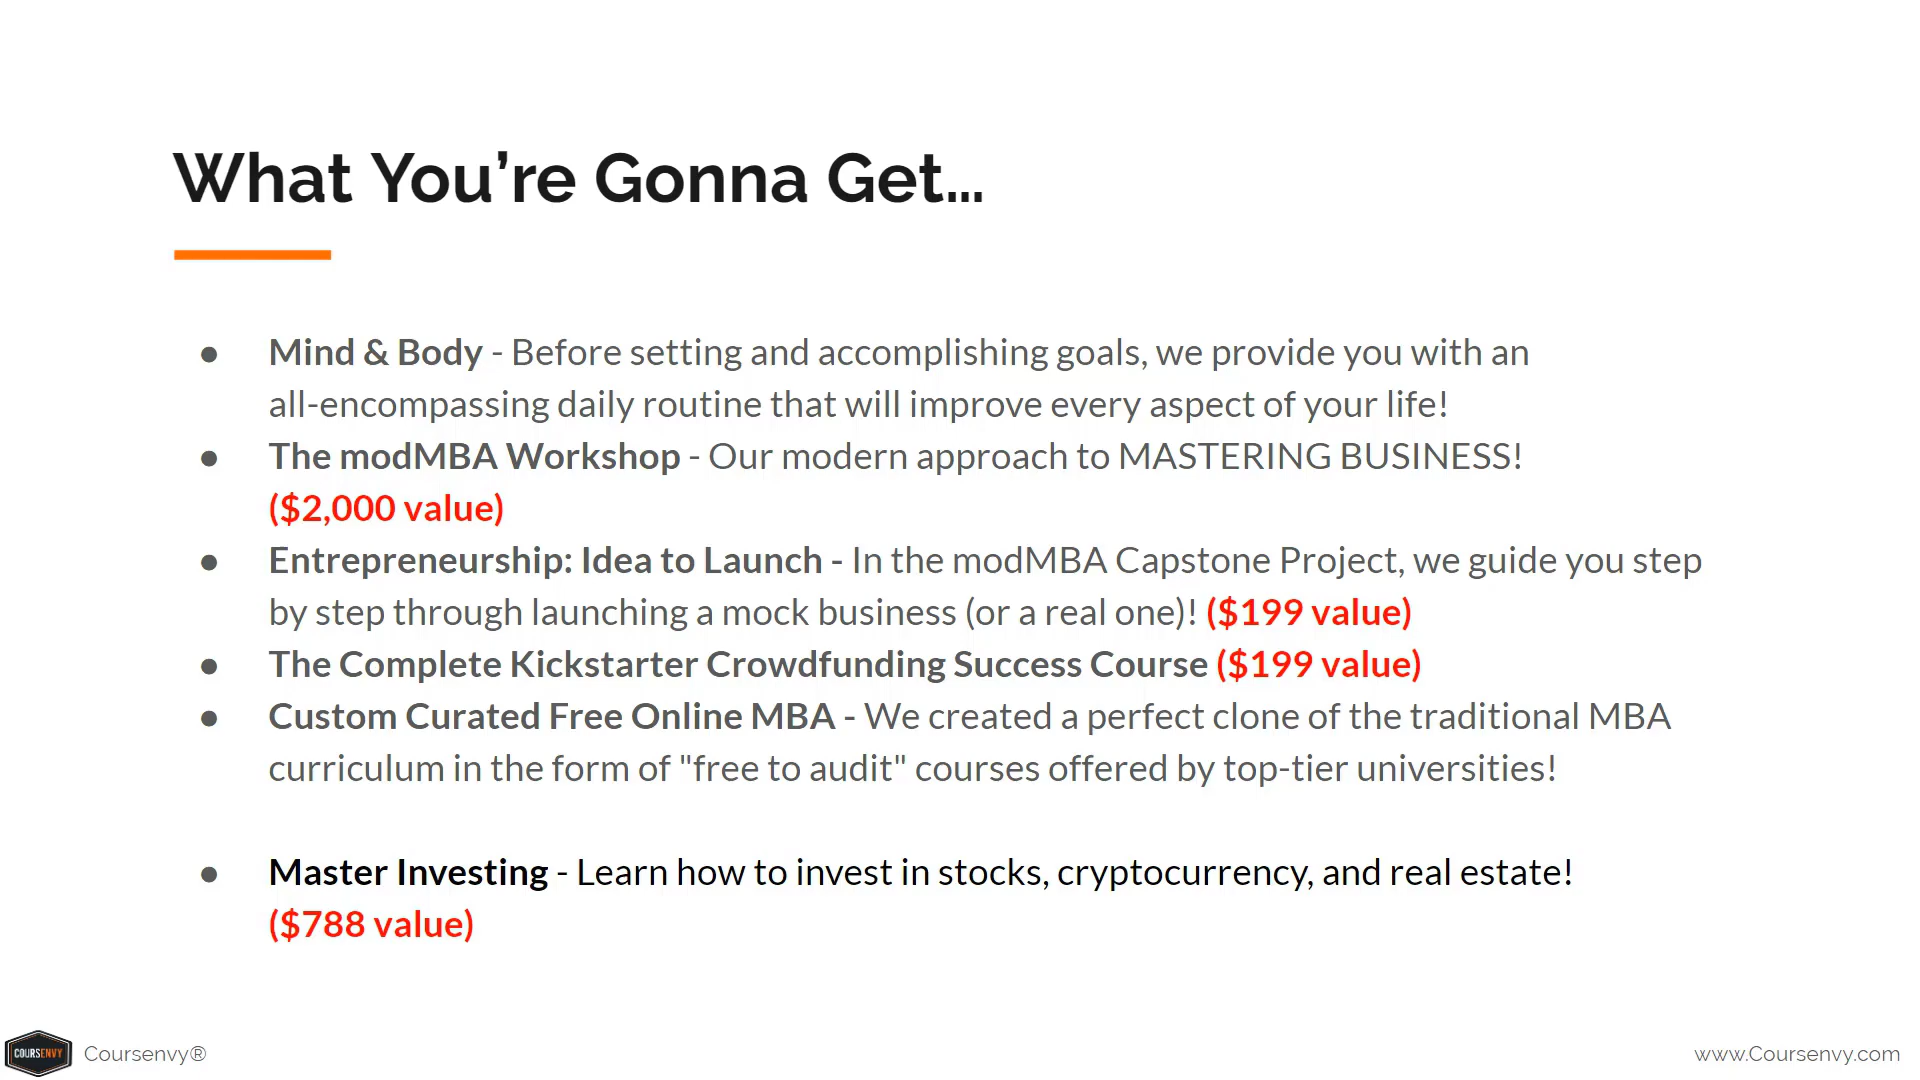 What You’re Gonna Get...
● Mind & Body - Before setting and accomplishing goals, we provide you with an
all-encompassing daily routine that will improve every aspect of your life!
● The modMBA Workshop - Our modern approach to MASTERING BUSINESS!
($2,000 value)
● Entrepreneurship: Idea to Launch - In the modMBA Capstone Project, we guide you step
by step through launching a mock business (or a real one)! ($199 value)
● The Complete Kickstarter Crowdfunding Success Course ($199 value)
● Custom Curated Free Online MBA - We created a perfect clone of the traditional MBA
curriculum in the form of "free to audit" courses offered by top-tier universities!
● Master Investing - Learn how to invest in stocks, cryptocurrency, and real estate!
($788 value)
COURSENVY
Coursenvy®
www.Coursenvy.com